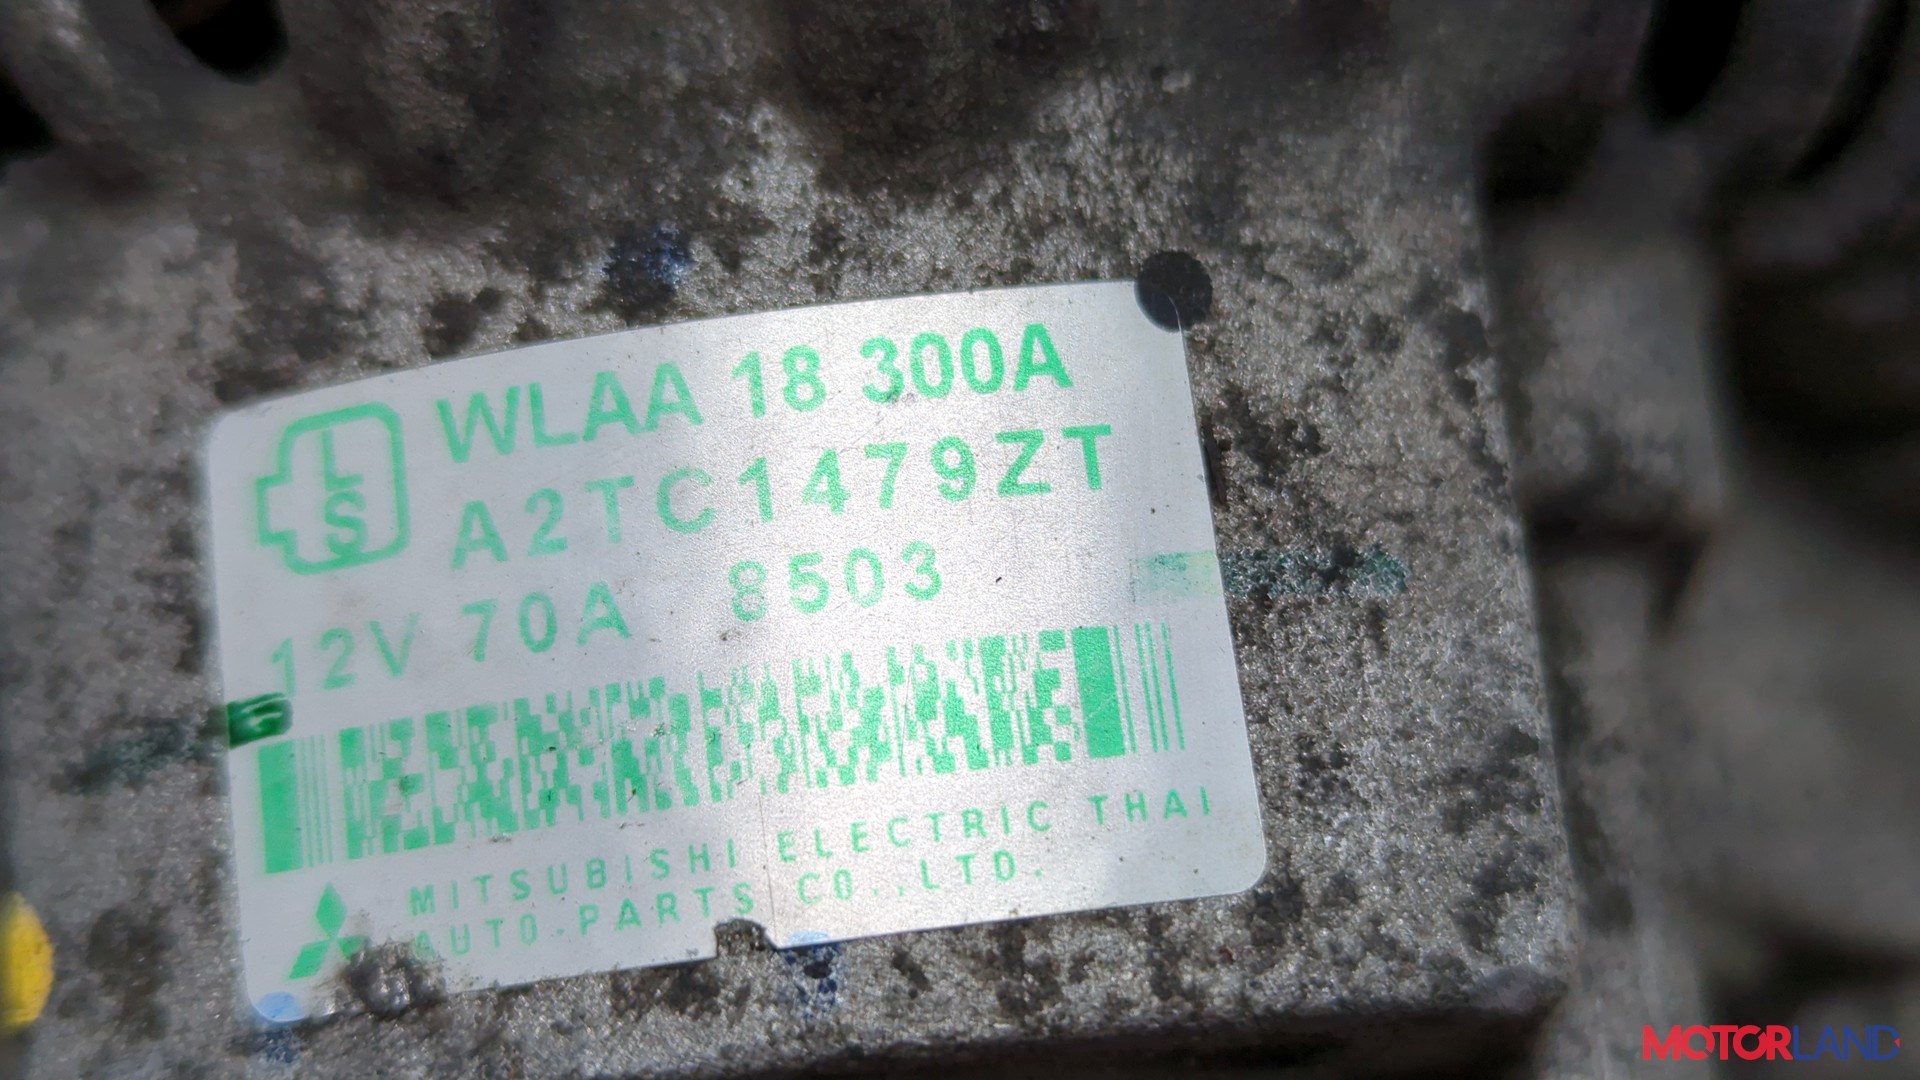 L
S
WLAA 18 300A
A2TC1479ZT
12V 70A 8503
MITSUBISHI ELECTRIC THAI
AUTO-PARTS CO.,LTD.
MOTORLAND